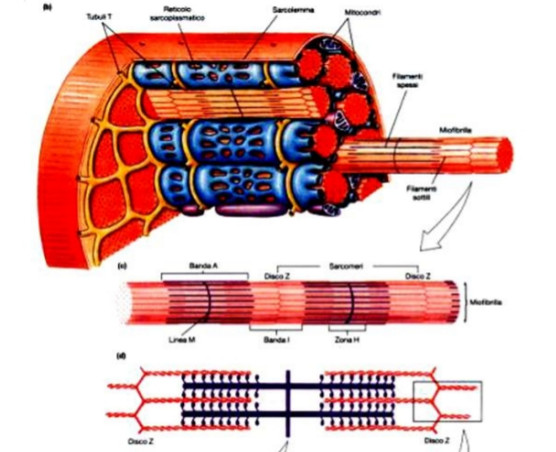 (b)
Tubuli T
Reticolo
sarcoplasmatico
Sarcolemma
Mitocondri
Filamenti
spessi
Miofibrilla
Filamenti
sottili
(c)
Banda A
Disco Z
Sarcomeri
Disco Z
Miofibrilla
Linea M
Banda I
Zona H
(d)
Disco Z
Disco Z